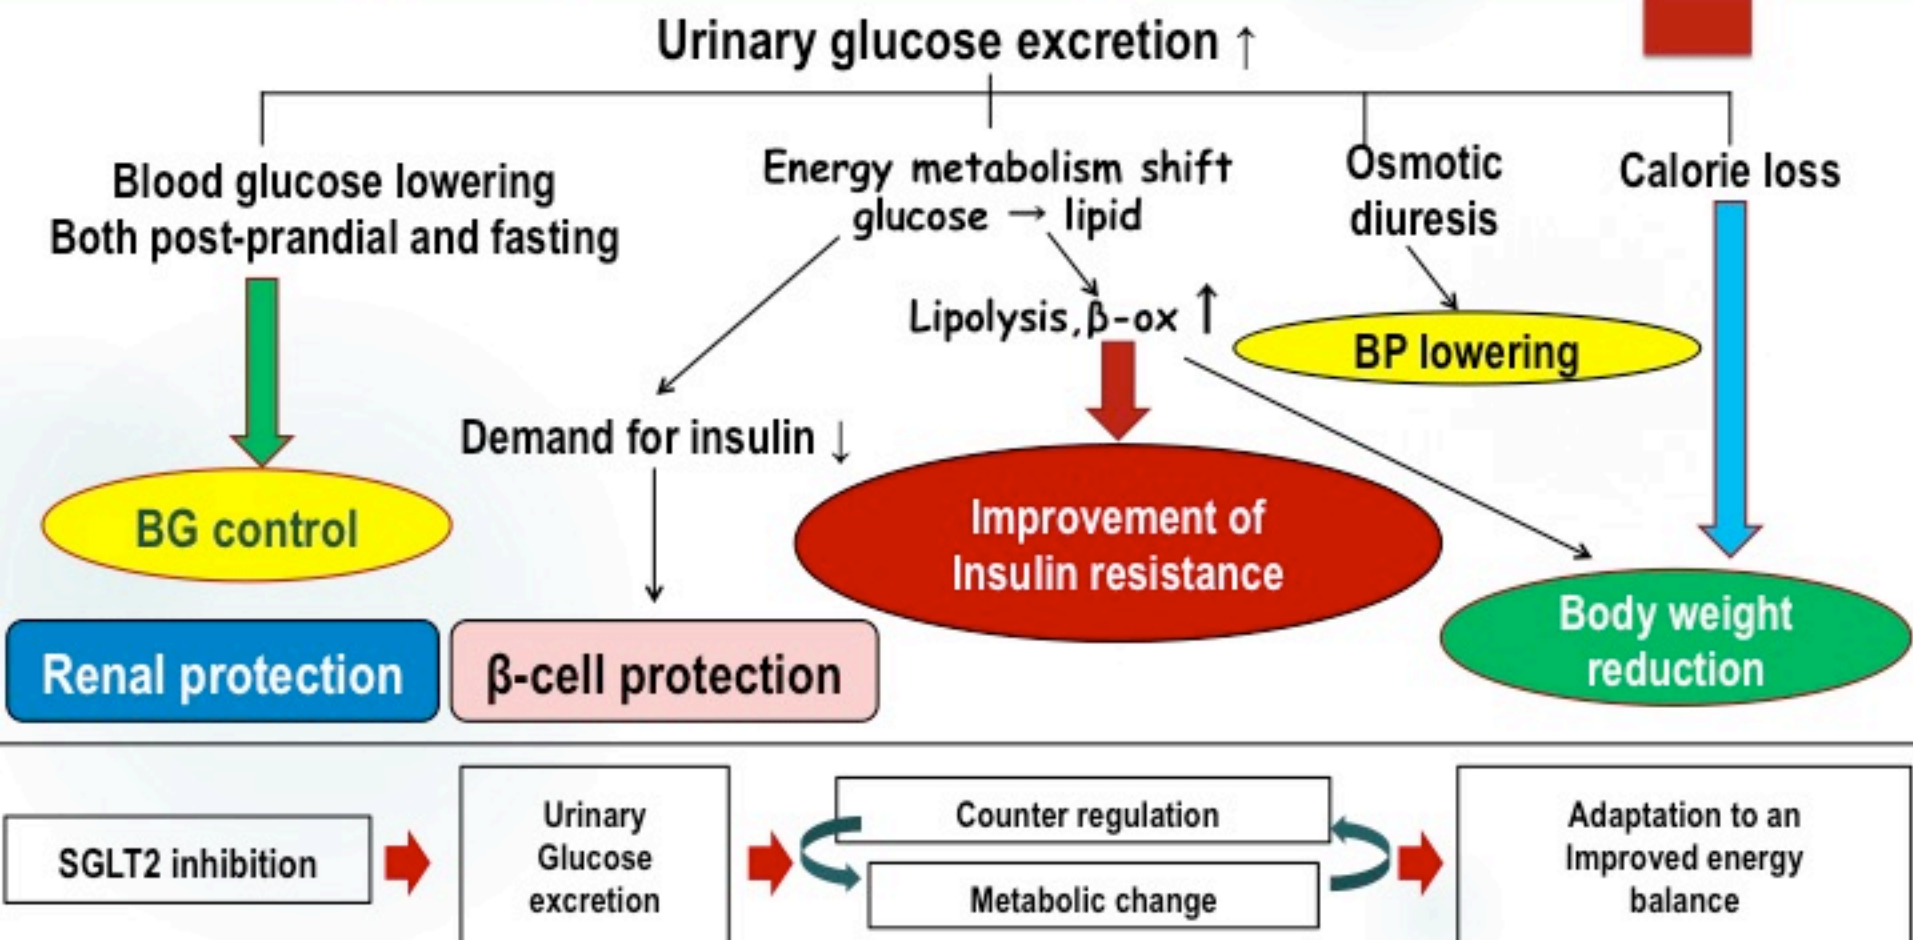 Urinary glucose excretion ↑
Blood glucose lowering
Both post-prandial and fasting
Energy metabolism shift
glucose → lipid
Osmotic
diuresis
Calorie loss
Lipolysis,β-ox ↑
BP lowering
Demand for insulin ↓
BG control
Improvement of
Insulin resistance
Body weight
reduction
Renal protection
β-cell protection
SGLT2 inhibition
Urinary
Glucose
excretion
Counter regulation
Metabolic change
Adaptation to an
Improved energy
balance